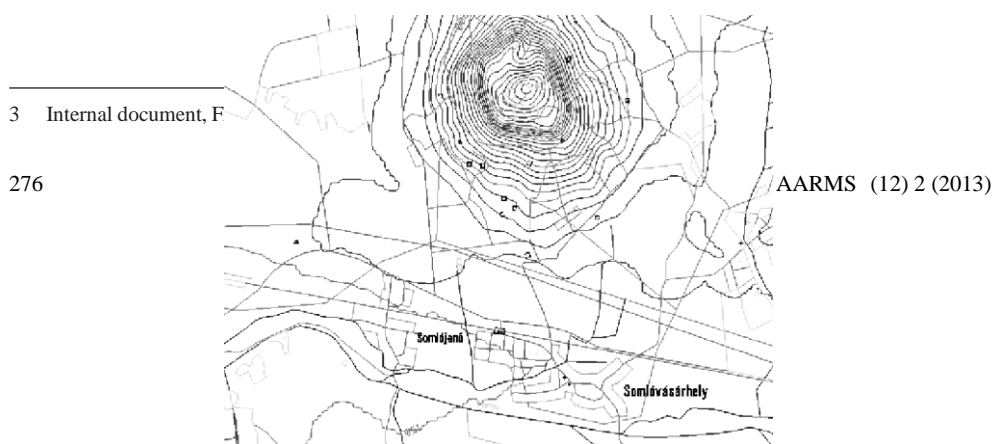 3 Internal document, F
276
AARMS (12) 2 (2013)
Somlójenő
Somlóvásárhely